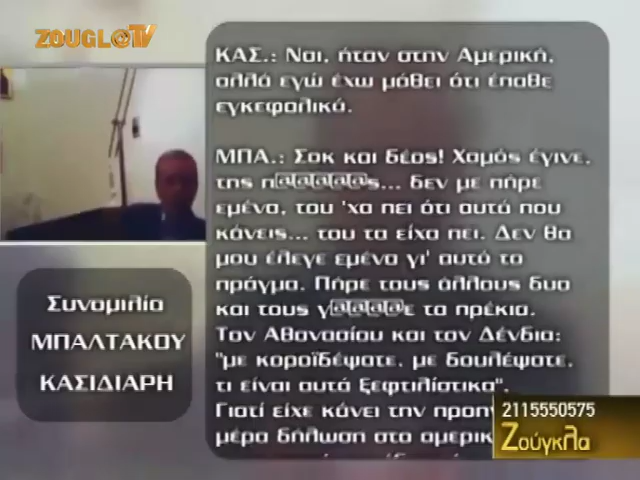 ZOUGL@TV
ΚΑΣ.: Ναι, ήταν στην Αμερική,
αλλά εγώ έχω μάθει ότι έπαθε
εγκεφαλικό.
ΜΠΑ.: Σοκ και δέος! Χαμός έγινε,
της π@@@@@ς... δεν με πήρε
εμένα, του 'χα πει ότι αυτό που
κάνεις... του τα είχα πει. Δεν θα
μου έλεγε εμένα γι' αυτό το
πράγμα. Πήρε τους άλλους δυο
και τους γ@@@@ε τα πρέκια.
Τον Αθανασίου και τον Δένδια:
"με κοροϊδέψατε, με δουλέψατε,
τι είναι αυτά ξεφτιλίστικα".
Γιατί είχε κάνει την προη
μέρα δήλωση στο αμερικ
Συνομιλία
ΜΠΑΛΤΑΚΟΥ
ΚΑΣΙΔΙΑΡΗ
2115550575
Ζούγκλα